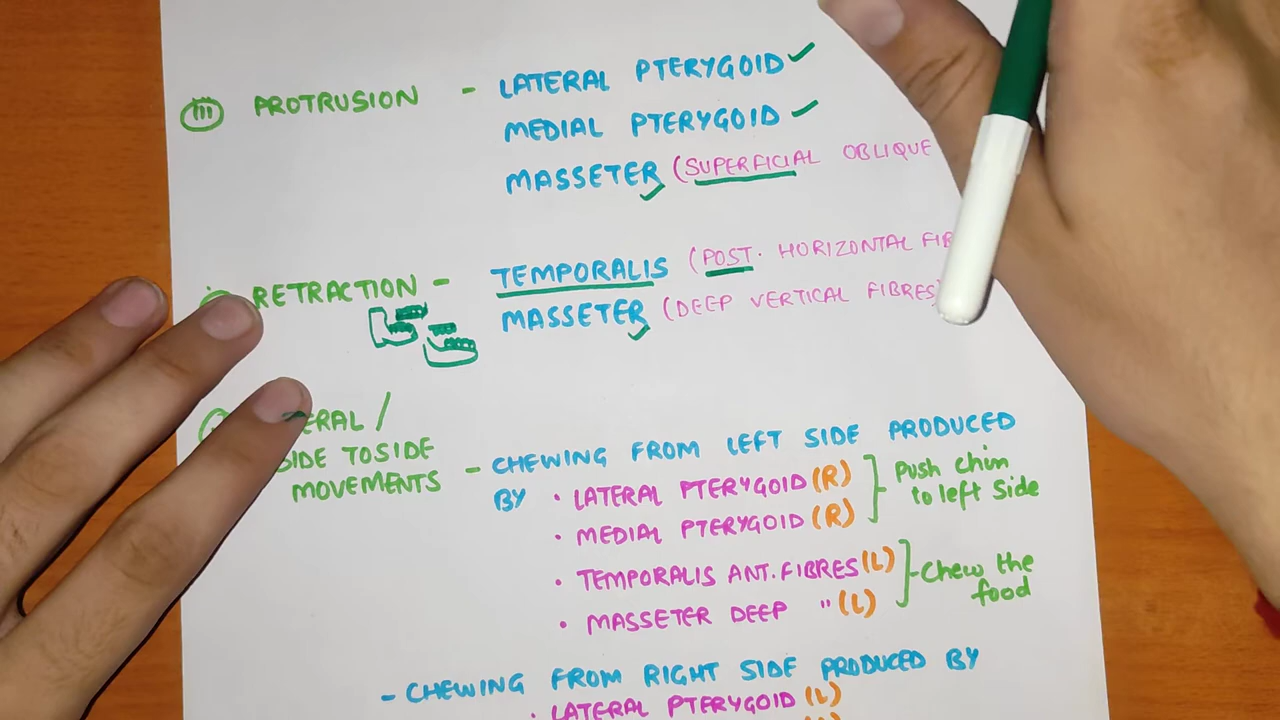 (iii) PROTRUSION - LATERAL PTERYGOID ✓
MEDIAL PTERYGOID ✓
MASSETER (SUPERFICIAL OBLIQUE
RETRACTION - TEMPORALIS (POST. HORIZONTAL
MASSETER (DEEP VERTICAL FIBRES)
/
SIDE TO SIDE
MOVEMENTS - CHEWING FROM LEFT SIDE PRODUCED
BY • LATERAL PTERYGOID (R)
• MEDIAL PTERYGOID (R)
Push chin
to left side
• TEMPORALIS ANT. FIBRES (L)
• MASSETER DEEP " (L)
Chew the
food
- CHEWING FROM RIGHT SIDE PRODUCED BY
• LATERAL PTERYGOID (L)